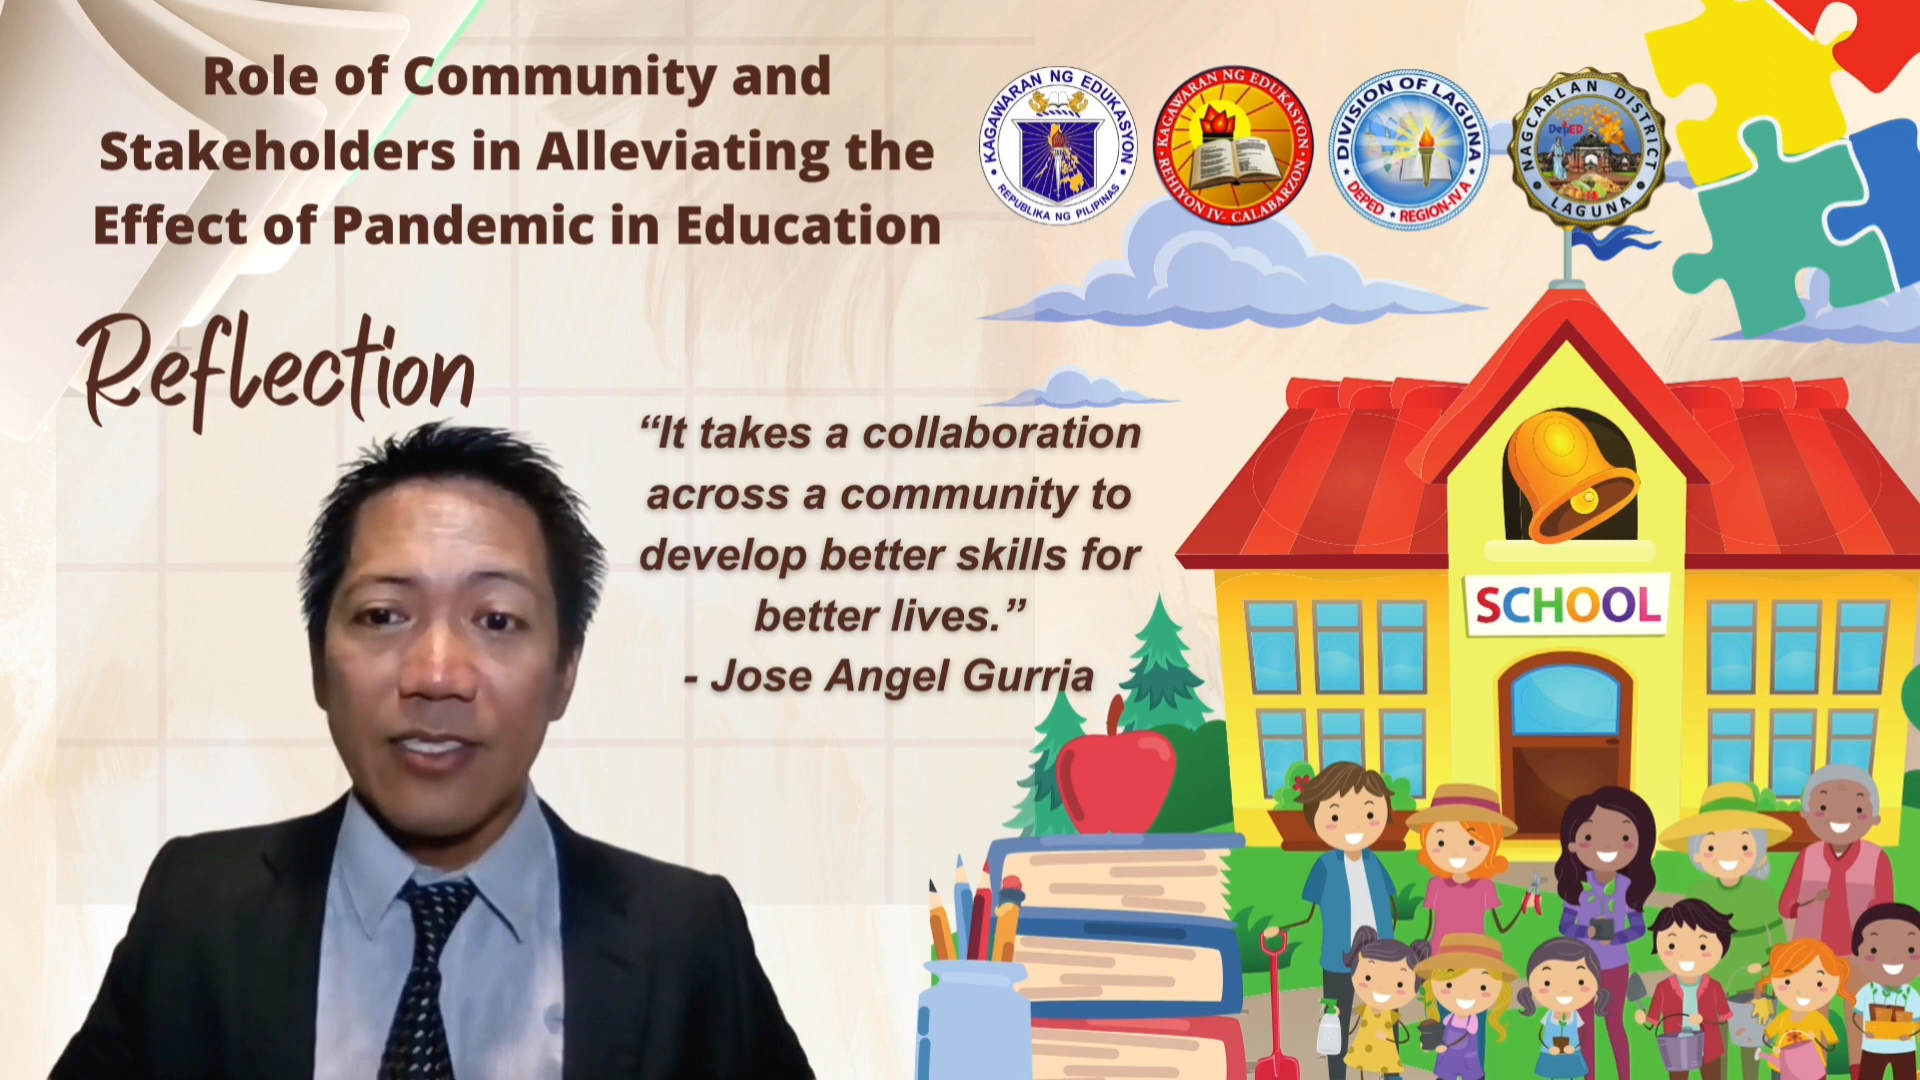 Role of Community and
Stakeholders in Alleviating the
Effect of Pandemic in Education
KAGAWARAN NG EDUKASYON
REPUBLIKA NG PILIPINAS
KAGAWARAN NG EDUKASYON
REHIYON IV- CALABARZON
DIVISION OF LAGUNA
DEPED ★ REGION-IV A
NAGCARLAN DISTRICT
DepED
LAGUNA
Reflection
“It takes a collaboration
across a community to
develop better skills for
better lives.”
- Jose Angel Gurria
SCHOOL